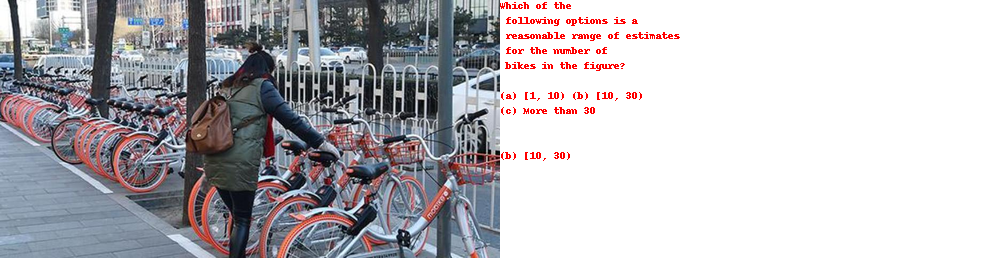 Which of the
following options is a
reasonable range of estimates
for the number of
bikes in the figure?
(a) [1, 10) (b) [10, 30)
(c) More than 30
(b) [10, 30)